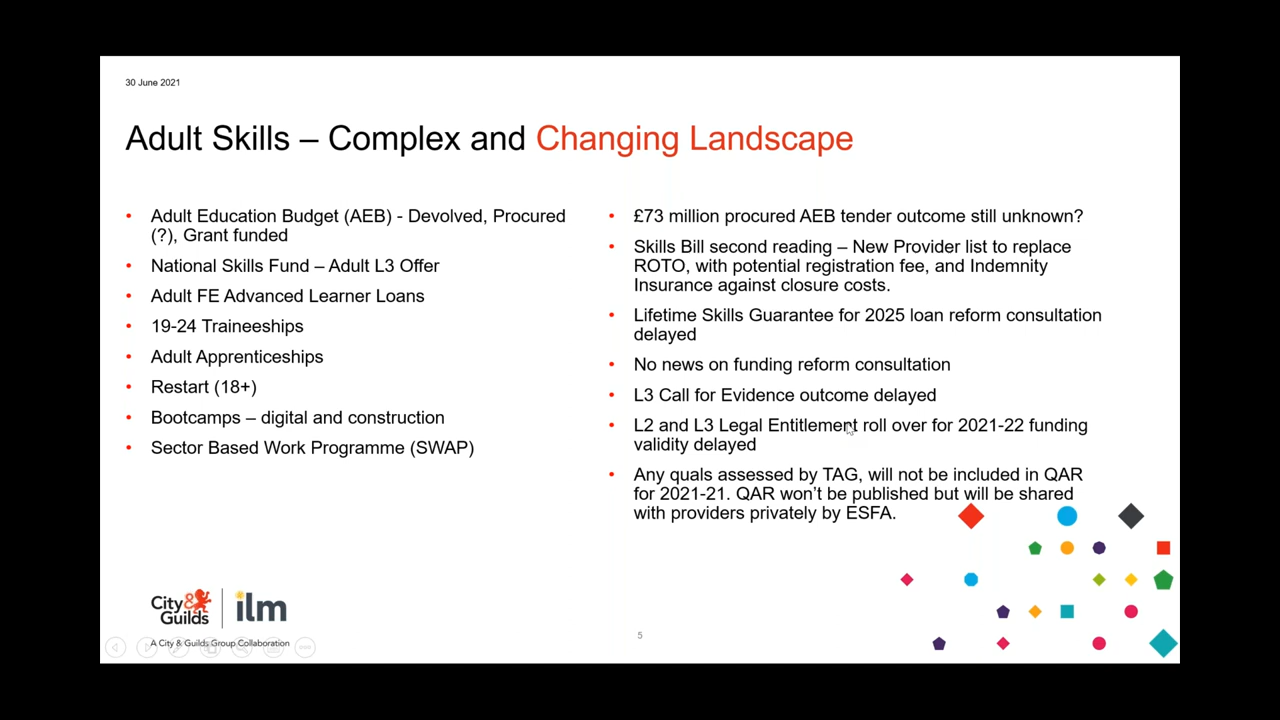 30 June 2021
Adult Skills – Complex and Changing Landscape
• Adult Education Budget (AEB) - Devolved, Procured
(?), Grant funded
• National Skills Fund – Adult L3 Offer
• Adult FE Advanced Learner Loans
• 19-24 Traineeships
• Adult Apprenticeships
• Restart (18+)
• Bootcamps – digital and construction
• Sector Based Work Programme (SWAP)
• £73 million procured AEB tender outcome still unknown?
• Skills Bill second reading – New Provider list to replace
ROTO, with potential registration fee, and Indemnity
Insurance against closure costs.
• Lifetime Skills Guarantee for 2025 loan reform consultation
delayed
• No news on funding reform consultation
• L3 Call for Evidence outcome delayed
• L2 and L3 Legal Entitlement roll over for 2021-22 funding
validity delayed
• Any quals assessed by TAG, will not be included in QAR
for 2021-21. QAR won’t be published but will be shared
with providers privately by ESFA.
City &
Guilds
ilm
A City & Guilds Group Collaboration
5